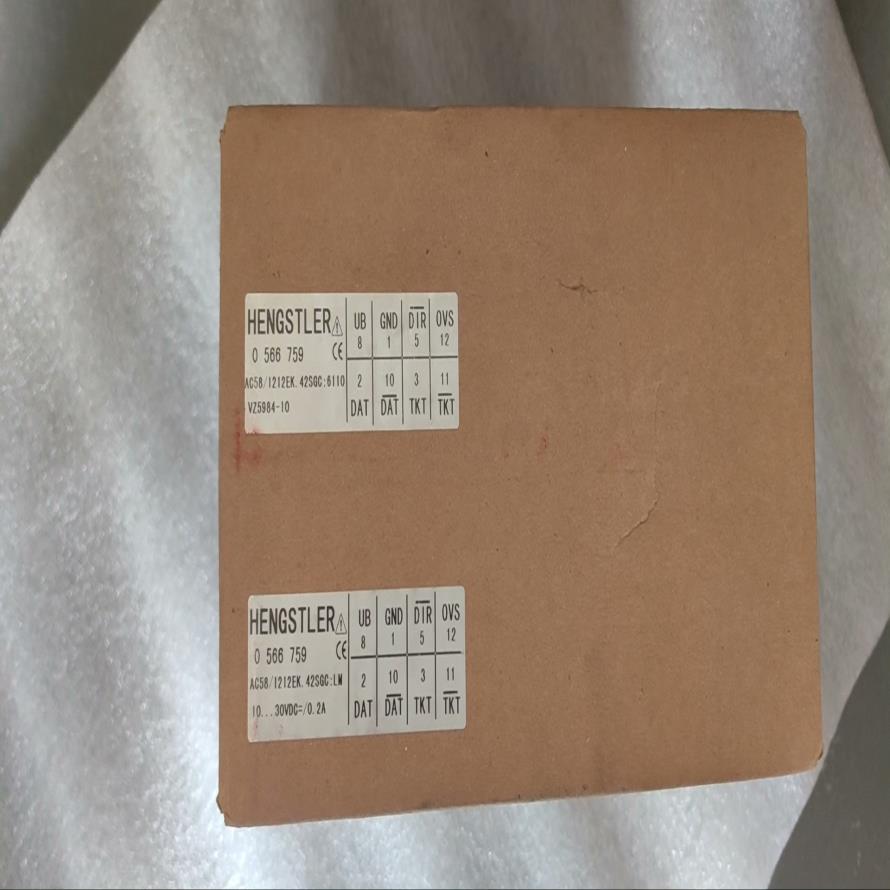 HENGSTLER UB GND DIR OVS
8 1 5 12
0 566 759 CE
AC58/1212EK.42SGC:6110 2 10 3 11
VZ5984-10 DAT DAT TKT TKT
HENGSTLER UB GND DIR OVS
8 1 5 12
0 566 759 CE
AC58/1212EK.42SGC:LM 2 10 3 11
10...30VDC=/0.2A DAT DAT TKT TKT